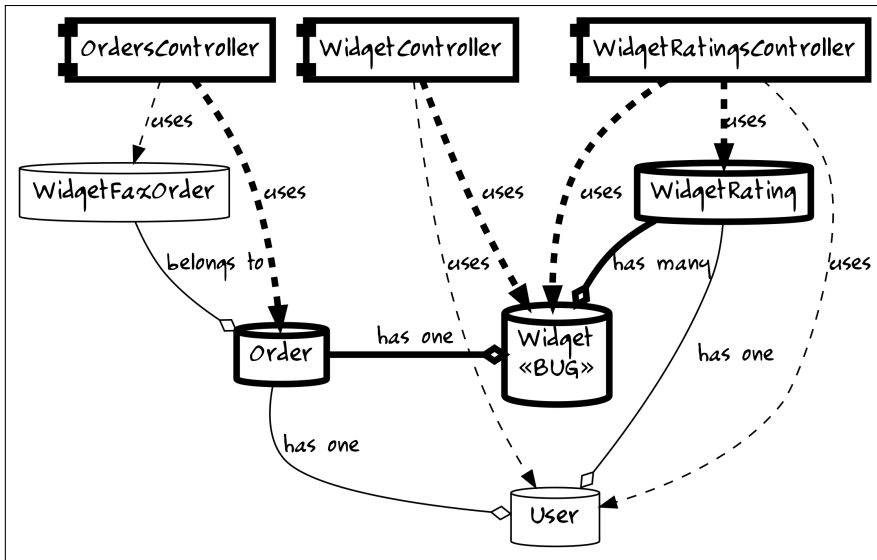 OrdersController
WidgetController
WidgetRatingsController
uses
uses
WidgetFaxOrder
uses
uses
uses
WidgetRating
belongs to
uses
has many
uses
Order
has one
Widget
«BUG»
has one
has one
User